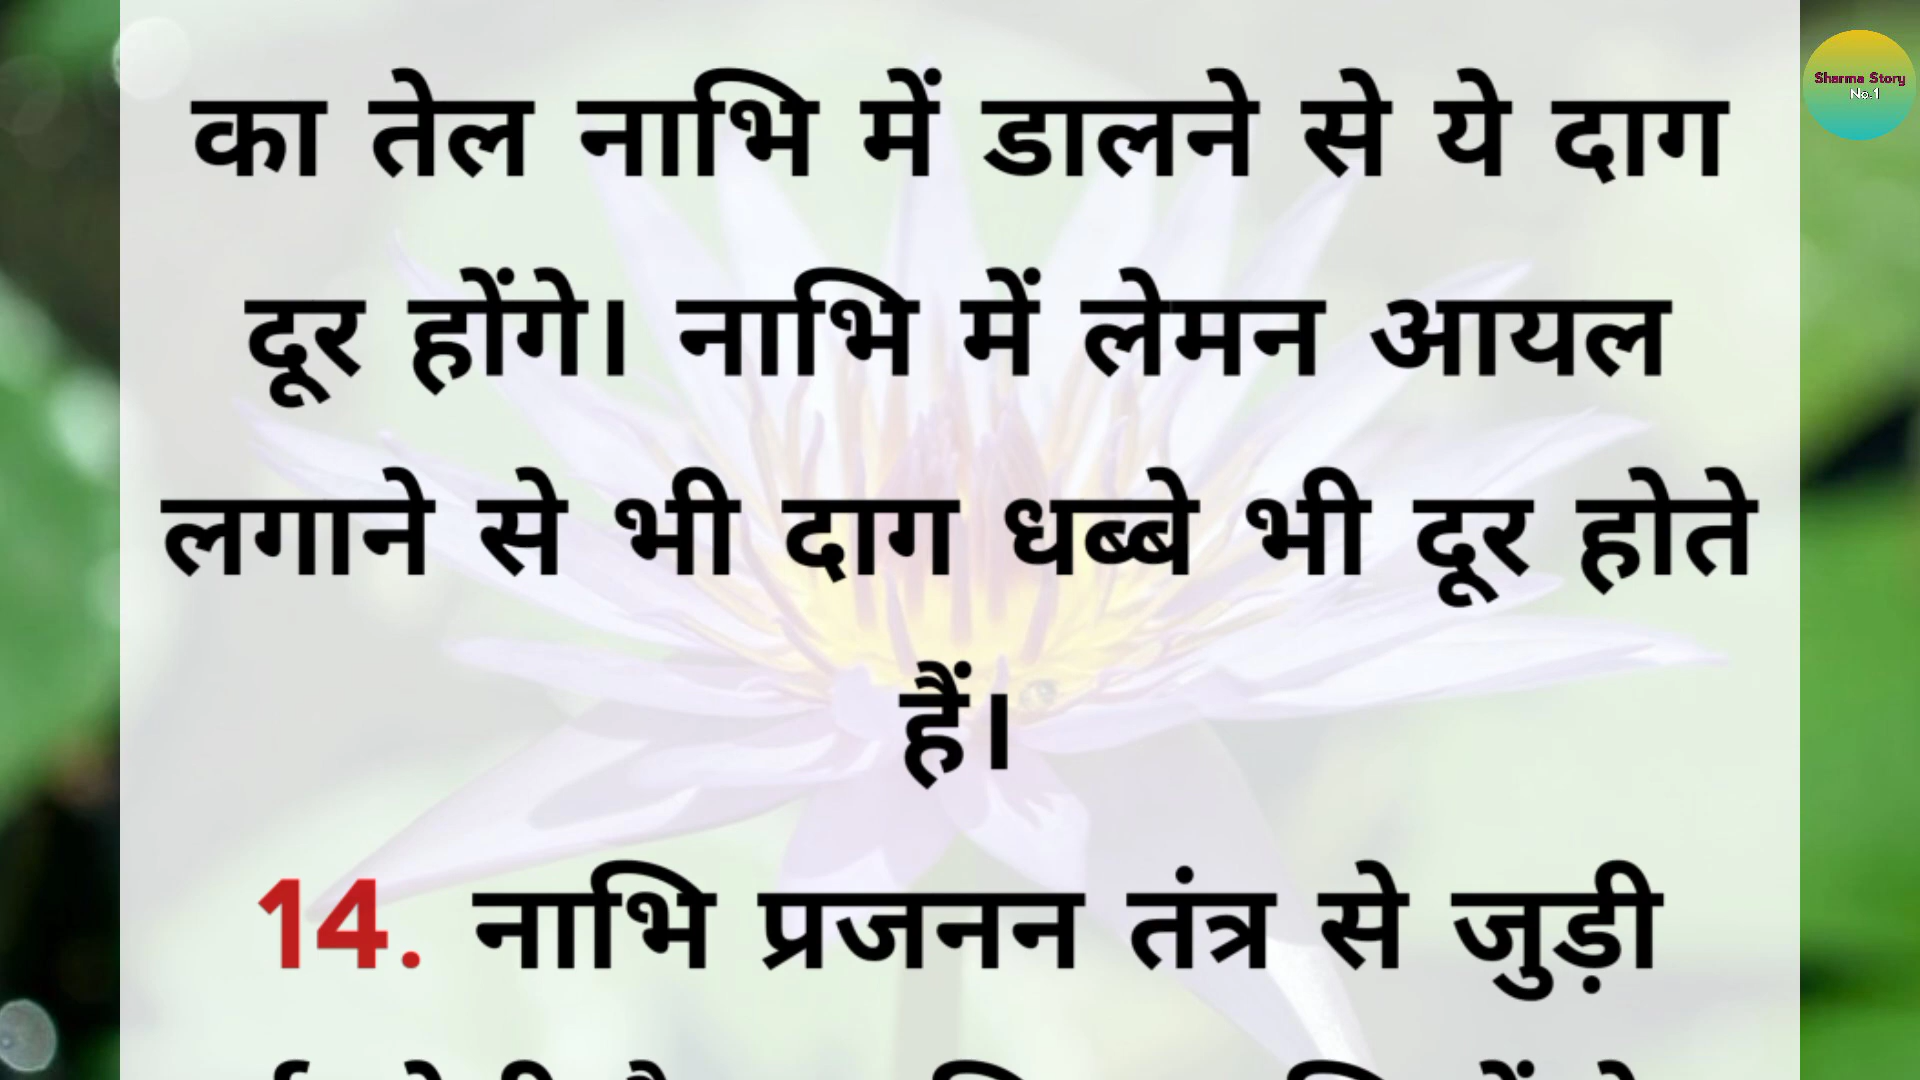 का तेल नाभि में डालने से ये दाग
दूर होंगे। नाभि में लेमन आयल
लगाने से भी दाग धब्बे भी दूर होते
हैं।
14. नाभि प्रजनन तंत्र से जुड़ी
Sharma Story
No.1